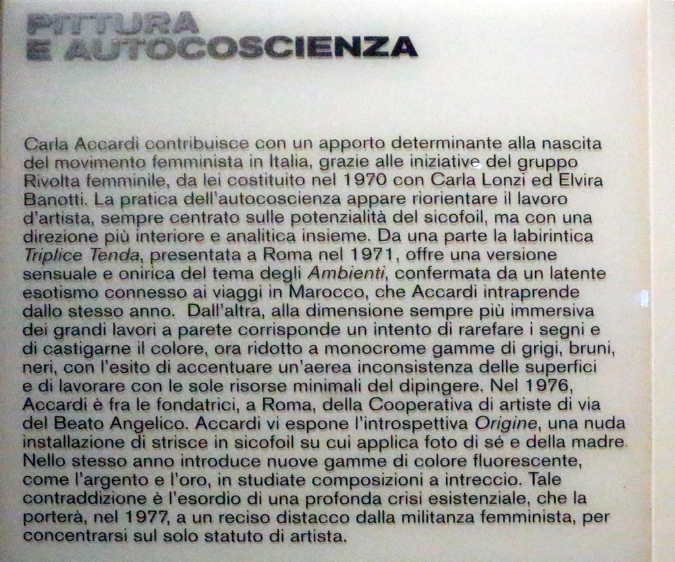 PITTURA
E AUTOCOSCIENZA
Carla Accardi contribuisce con un apporto determinante alla nascita
del movimento femminista in Italia, grazie alle iniziative del gruppo
Rivolta femminile, da lei costituito nel 1970 con Carla Lonzi ed Elvira
Banotti. La pratica dell'autocoscienza appare riorientare il lavoro
d'artista, sempre centrato sulle potenzialità del sicofoil, ma con una
direzione più interiore e analitica insieme. Da una parte la labirintica
Triplice Tenda, presentata a Roma nel 1971, offre una versione
sensuale e onirica del tema degli Ambienti, confermata da un latente
esotismo connesso ai viaggi in Marocco, che Accardi intraprende
dallo stesso anno. Dall'altra, alla dimensione sempre più immersiva
dei grandi lavori a parete corrisponde un intento di rarefare i segni e
di castigarne il colore, ora ridotto a monocrome gamme di grigi, bruni,
neri, con l'esito di accentuare un'aerea inconsistenza delle superfici
e di lavorare con le sole risorse minimali del dipingere. Nel 1976,
Accardi è fra le fondatrici, a Roma, della Cooperativa di artiste di via
del Beato Angelico. Accardi vi espone l'introspettiva Origine, una nuda
installazione di strisce in sicofoil su cui applica foto di sé e della madre
Nello stesso anno introduce nuove gamme di colore fluorescente,
come l'argento e l'oro, in studiate composizioni a intreccio. Tale
contraddizione è l'esordio di una profonda crisi esistenziale, che la
porterà, nel 1977, a un reciso distacco dalla militanza femminista, per
concentrarsi sul solo statuto di artista.